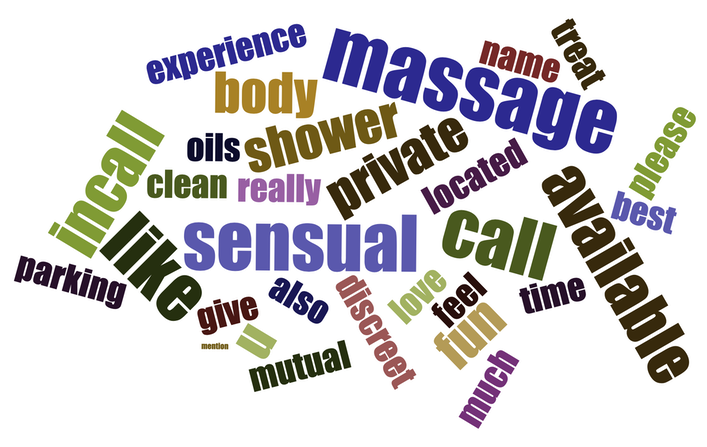 experience
massage
name
treat
body
oils
shower
private
please
incall
clean
really
located
best
available
like
sensual
call
parking
also
discreet
love
feel
time
give
u
fun
mention
mutual
much